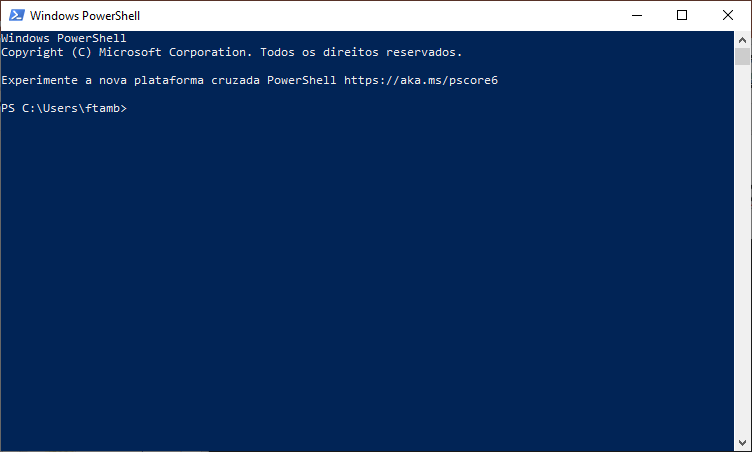 Windows PowerShell
Windows PowerShell
Copyright (C) Microsoft Corporation. Todos os direitos reservados.
Experimente a nova plataforma cruzada PowerShell https://aka.ms/pscore6
PS C:\Users\ftamb>